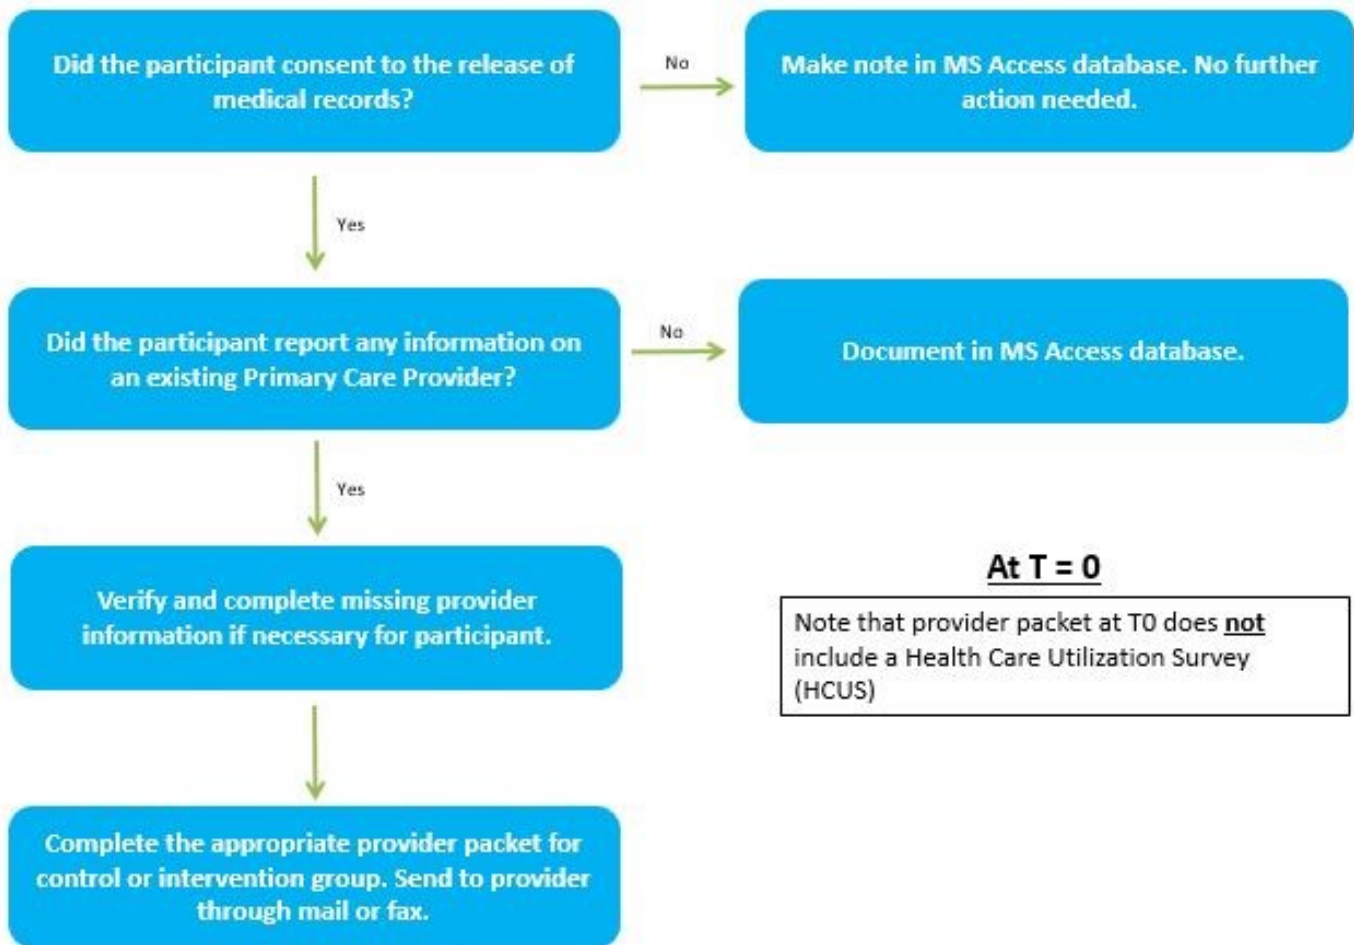 Did the participant consent to the release of
medical records?
No
Make note in MS Access database. No further
action needed.
Yes
Did the participant report any information on
an existing Primary Care Provider?
No
Document in MS Access database.
Yes
Verify and complete missing provider
information if necessary for participant.
At T = 0
Note that provider packet at T0 does not
include a Health Care Utilization Survey
(HCUS)
Complete the appropriate provider packet for
control or intervention group. Send to provider
through mail or fax.